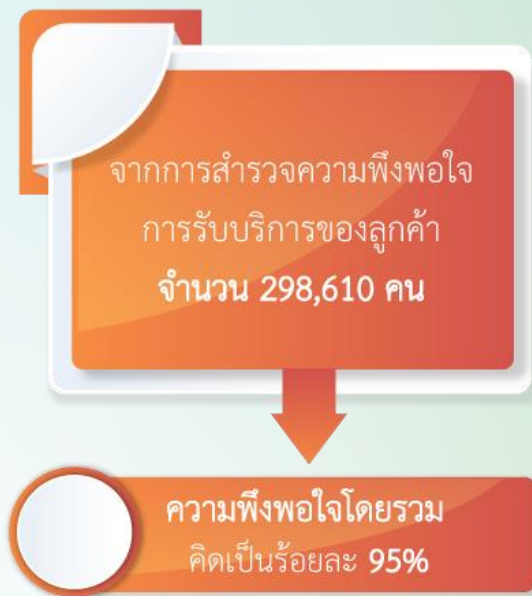 จากการสำรวจความพึงพอใจ
การรับบริการของลูกค้า
จำนวน 298,610 คน
ความพึงพอใจโดยรวม
คิดเป็นร้อยละ 95%